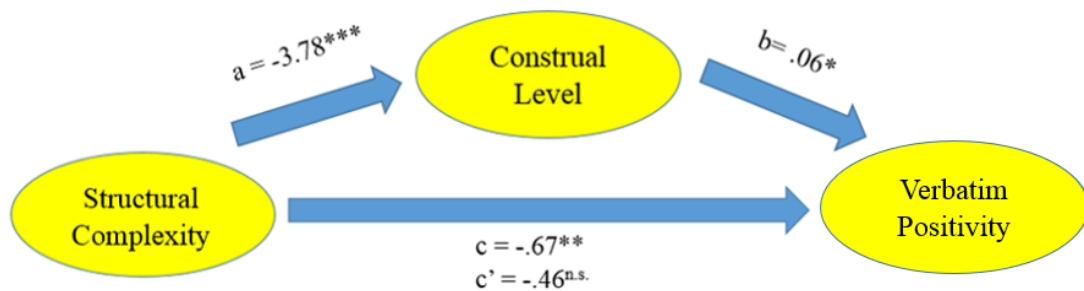 a = -3.78***
Construal
Level
b= .06*
Structural
Complexity
Verbatim
Positivity
c = -.67**
c’ = -.46n.s.